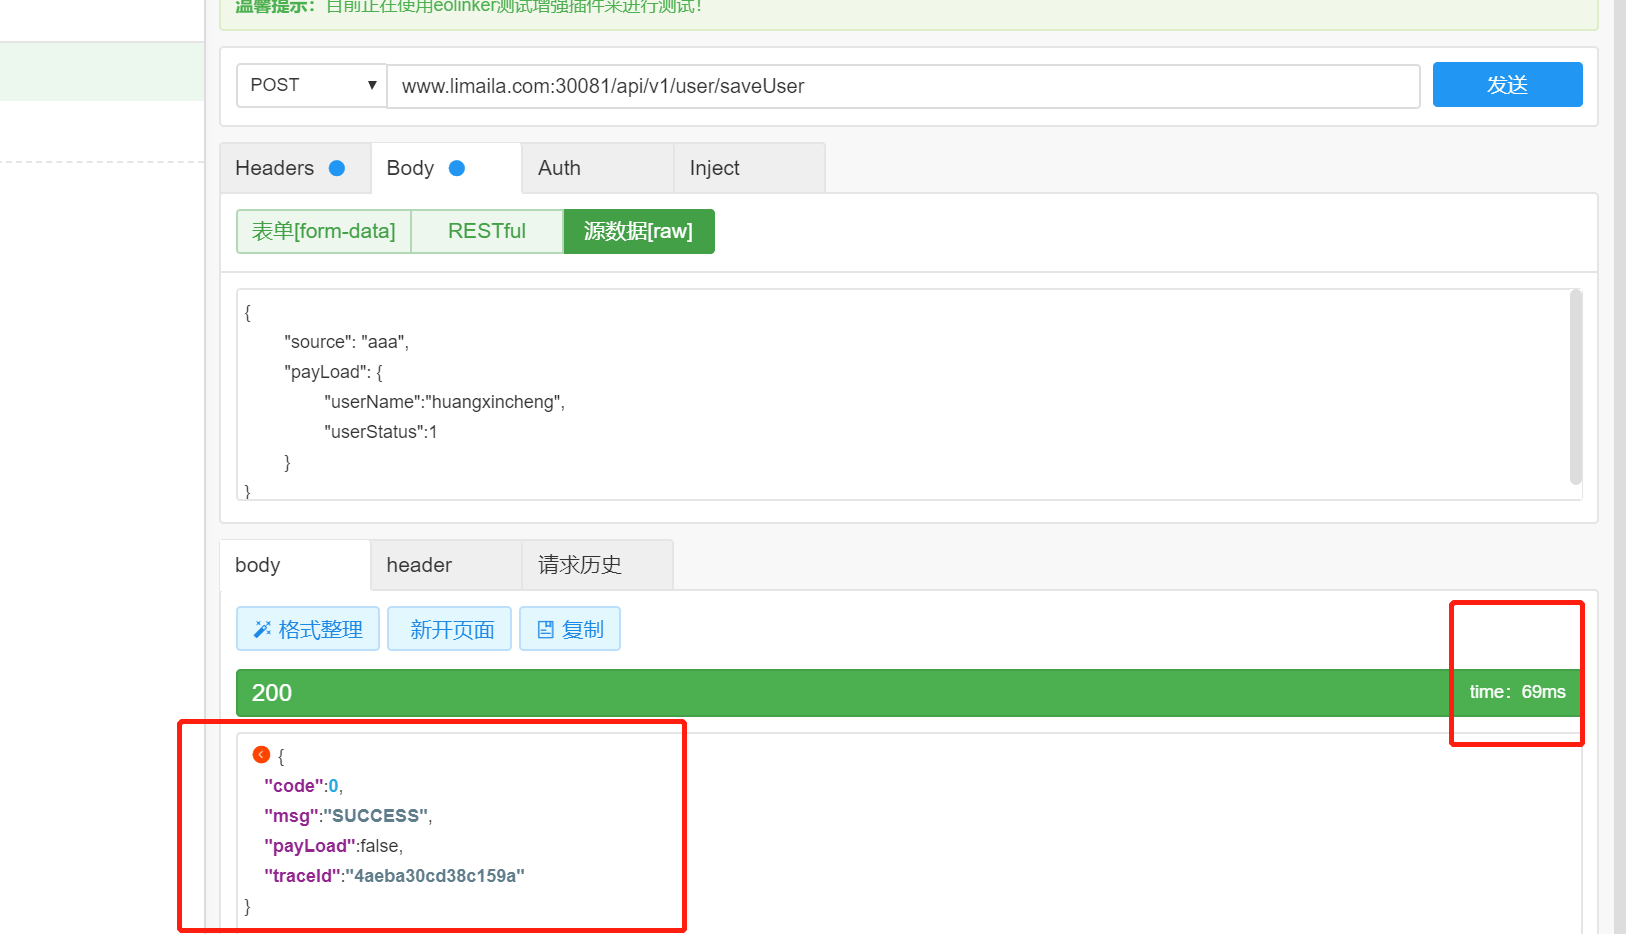 温馨提示：目前正在使用eolinker测试增强插件来进行测试！
POST ▼ www.limaila.com:30081/api/v1/user/saveUser 发送
Headers Body Auth Inject
表单[form-data] RESTful 源数据[raw]
{
"source": "aaa",
"payLoad": {
"userName":"huangxincheng",
"userStatus":1
}
}
body header 请求历史
格式整理 新开页面 复制
200 time：69ms
{
"code":0,
"msg":"SUCCESS",
"payLoad":false,
"traceId":"4aeba30cd38c159a"
}